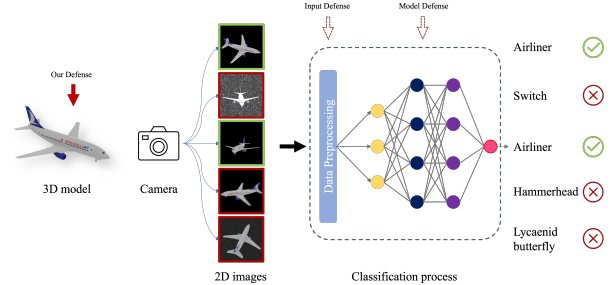 Input Defense
Model Defense
Our Defense
3D model
Camera
2D images
Data Preprocessing
Classification process
Airliner
Switch
Airliner
Hammerhead
Lycaenid
butterfly